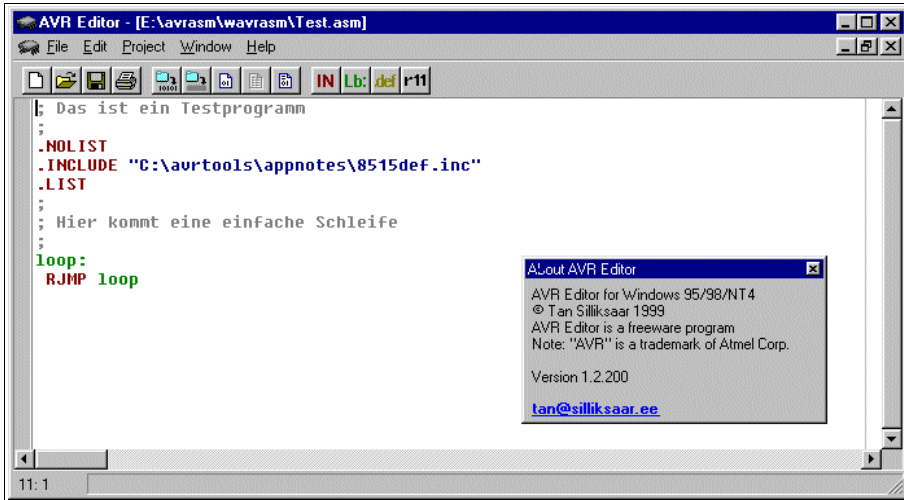 AVR Editor - [E:\avrasm\wavrasm\Test.asm]
File Edit Project Window Help
IN Lb: .def r11
; Das ist ein Testprogramm
;
.NOLIST
.INCLUDE "C:\avrtools\appnotes\8515def.inc"
.LIST
;
; Hier kommt eine einfache Schleife
;
loop:
RJMP loop
About AVR Editor
AVR Editor for Windows 95/98/NT4
© Tan Silliksaar 1999
AVR Editor is a freeware program
Note: "AVR" is a trademark of Atmel Corp.
Version 1.2.200
tan@silliksaar.ee
11: 1